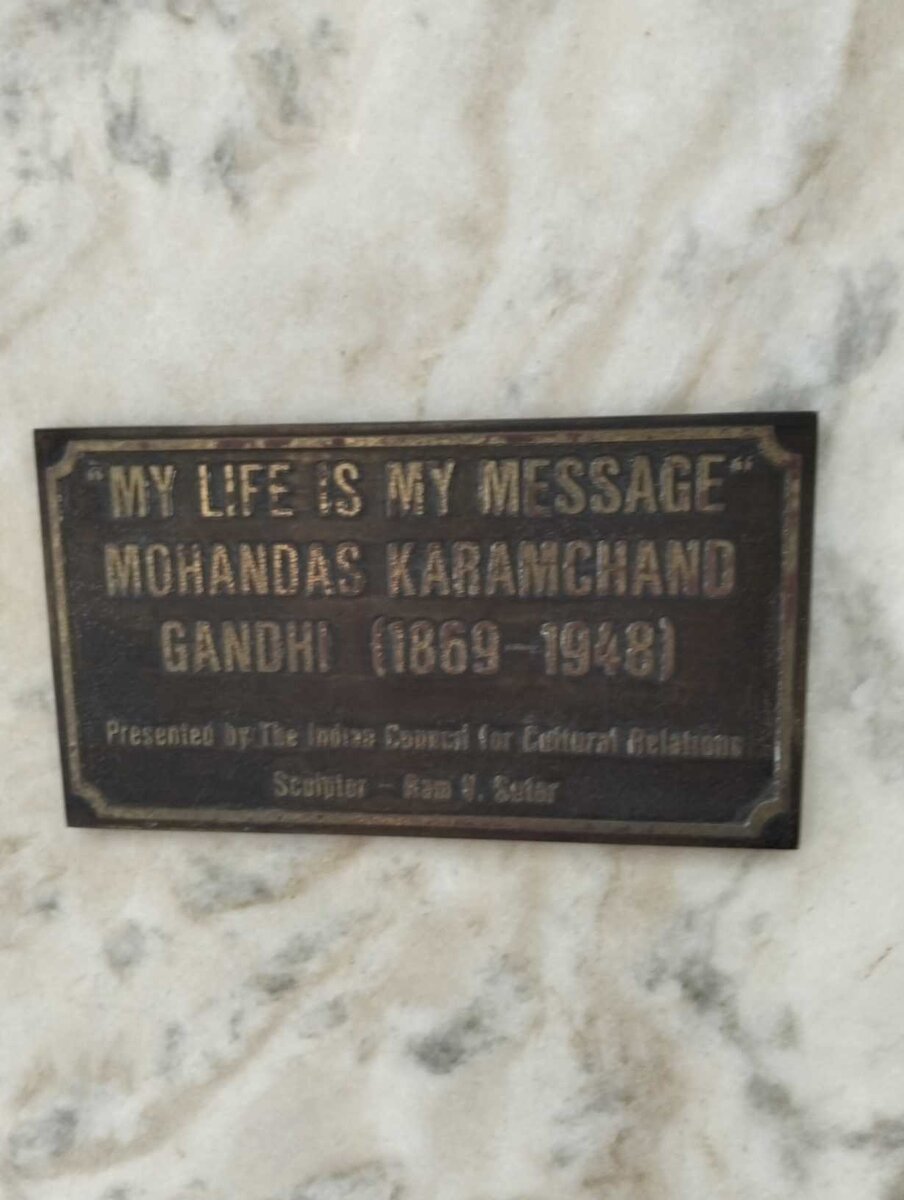 "MY LIFE IS MY MESSAGE"
MOHANDAS KARAMCHAND
GANDHI (1869-1948)
Presented by The Indian Council for Cultural Relations
Sculpter - Ram V. Sutar